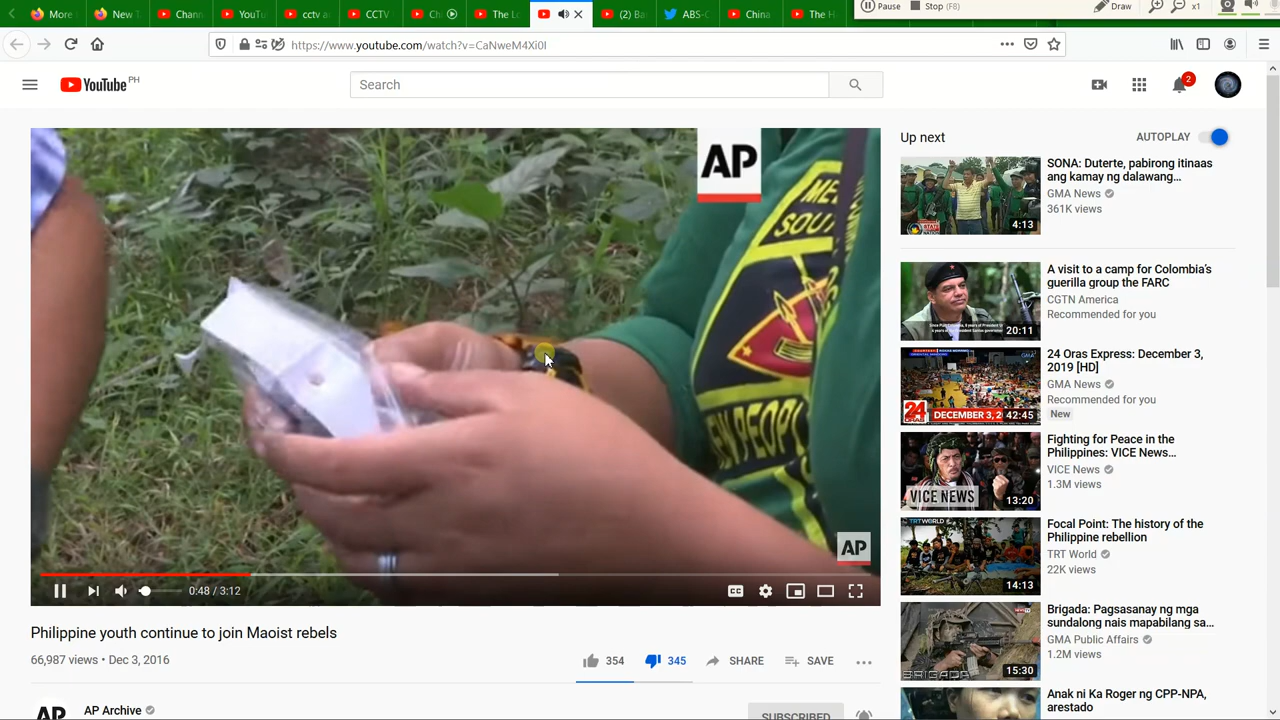 Pause
Stop (F8)
Draw
x1
More
New T
Chann
YouTu
cctv a
CCTV
Ch
The Lo
(2) Ba
ABS-C
China
The H
https://www.youtube.com/watch?v=CaNweM4Xi0I
YouTube PH
Search
2
AP
ME
SOU
AP
0:48 / 3:12
CC
Philippine youth continue to join Maoist rebels
66,987 views • Dec 3, 2016
354
345
SHARE
SAVE
AP
AP Archive
SUBSCRIBED
Up next
AUTOPLAY
SONA: Duterte, pabirong itinaas
ang kamay ng dalawang...
GMA News
361K views
4:13
A visit to a camp for Colombia's
guerilla group the FARC
CGTN America
Recommended for you
20:11
24 Oras Express: December 3,
2019 [HD]
GMA News
Recommended for you
New
24
DECEMBER 3, 2
42:45
Fighting for Peace in the
Philippines: VICE News...
VICE News
1.3M views
VICE NEWS
13:20
Focal Point: The history of the
Philippine rebellion
TRT World
22K views
TRTWORLD
14:13
Brigada: Pagsasanay ng mga
sundalong nais mapabilang sa...
GMA Public Affairs
1.2M views
BRIGADA
15:30
Anak ni Ka Roger ng CPP-NPA,
arestado